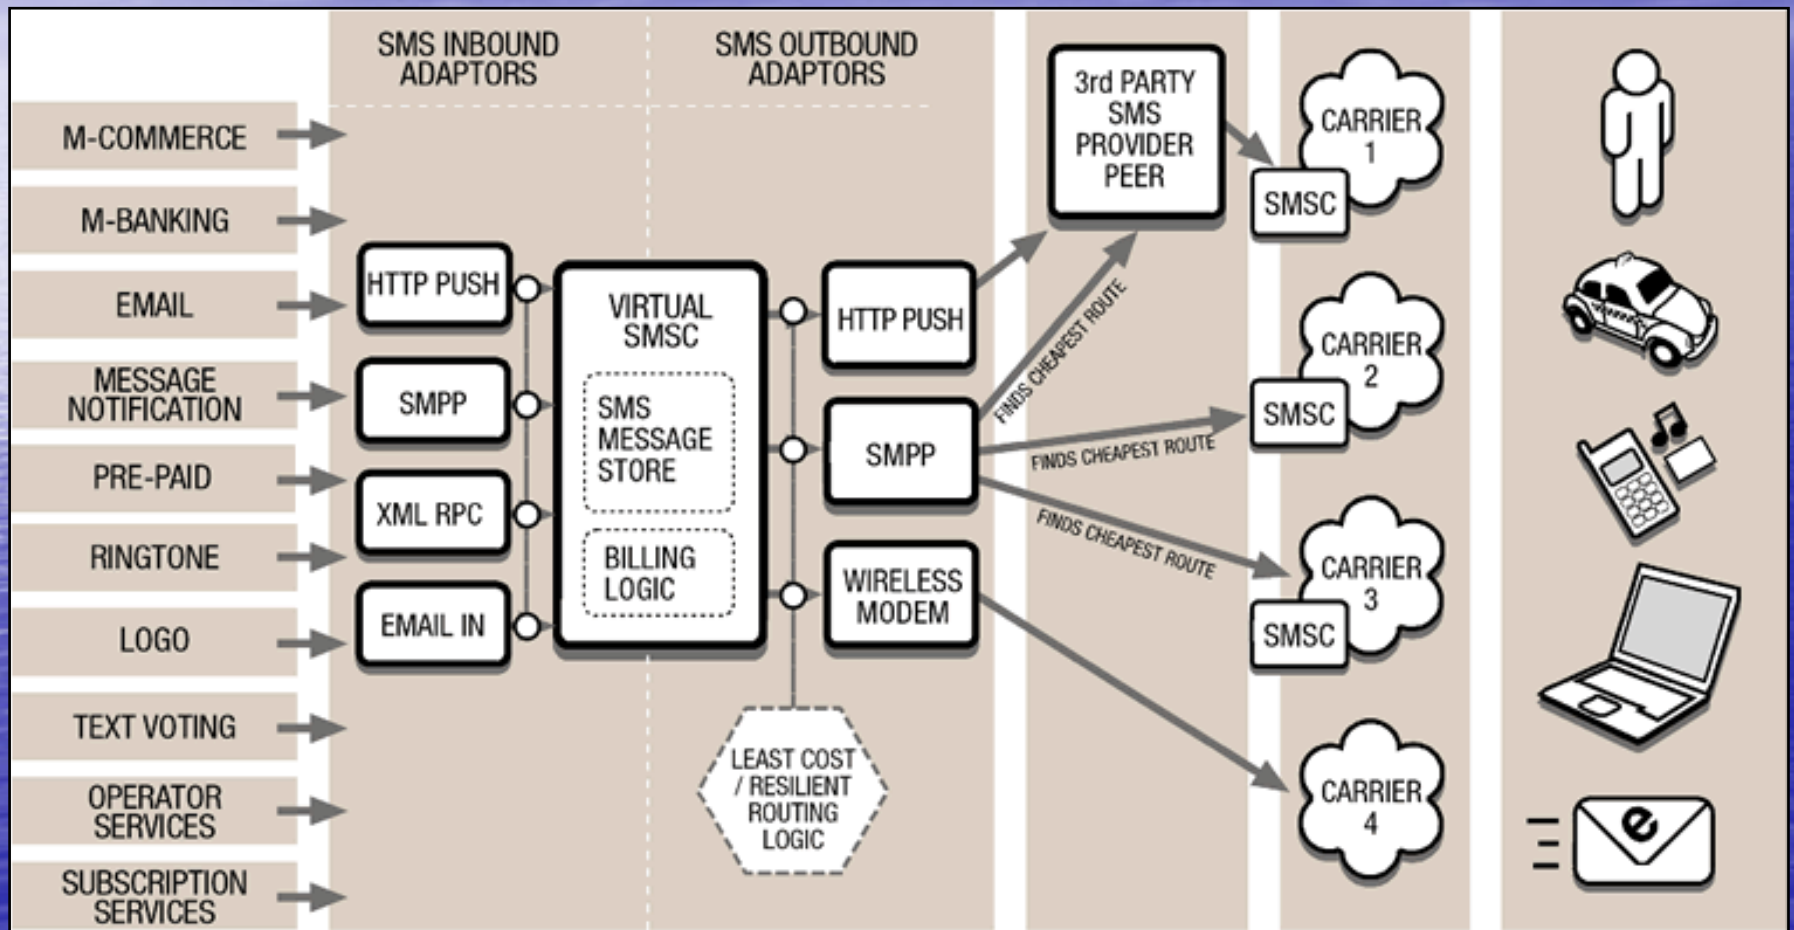 SMS INBOUND
ADAPTORS
SMS OUTBOUND
ADAPTORS
M-COMMERCE
M-BANKING
EMAIL
MESSAGE
NOTIFICATION
PRE-PAID
RINGTONE
LOGO
TEXT VOTING
OPERATOR
SERVICES
SUBSCRIPTION
SERVICES
HTTP PUSH
SMPP
XML RPC
EMAIL IN
VIRTUAL
SMSC
SMS
MESSAGE
STORE
BILLING
LOGIC
HTTP PUSH
SMPP
WIRELESS
MODEM
LEAST COST
/ RESILIENT
ROUTING
LOGIC
FINDS CHEAPEST ROUTE
FINDS CHEAPEST ROUTE
FINDS CHEAPEST ROUTE
3rd PARTY
SMS
PROVIDER
PEER
CARRIER
1
SMSC
CARRIER
2
SMSC
CARRIER
3
SMSC
CARRIER
4
e